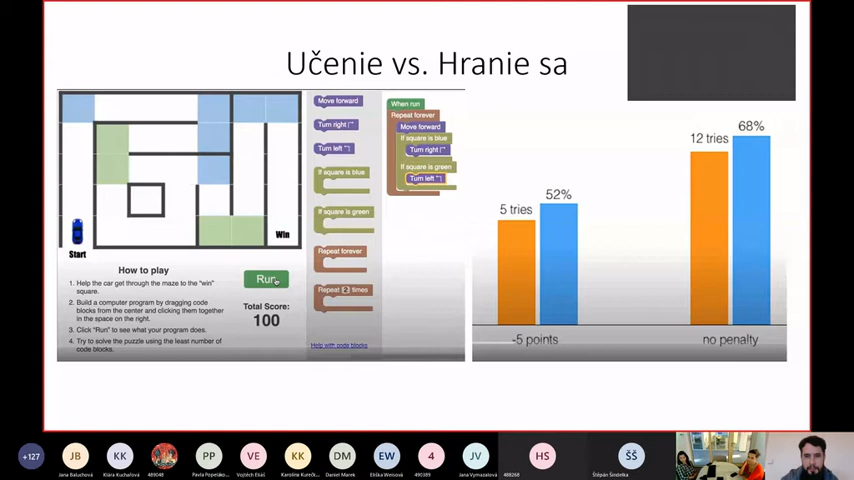 Učenie vs. Hranie sa
Start
Win
How to play
1. Help the car get through the maze to the "win"
square.
2. Build a computer program by dragging code
blocks from the center and clicking them together
in the space on the right.
3. Click "Run" to see what your program does.
4. Try to solve the puzzle using the least number of
code blocks.
Run
Total Score:
100
Move forward
Turn right
Turn left
If square is blue
If square is green
Repeat forever
Repeat 2 times
Help with code blocks
When run
Repeat forever
Move forward
If square is blue
Turn right
If square is green
Turn left
5 tries
52%
12 tries
68%
-5 points
no penalty
+127
JB
Jana Baluchová
KK
Klára Kuchařová
489048
PP
VE
Vojtěch Eliáš
KK
DM
Daniel Marek
EW
Eliška Weissová
4
490389
JV
Jana Vymazalová
HS
488268
ŠŠ
Štěpán Šindelka